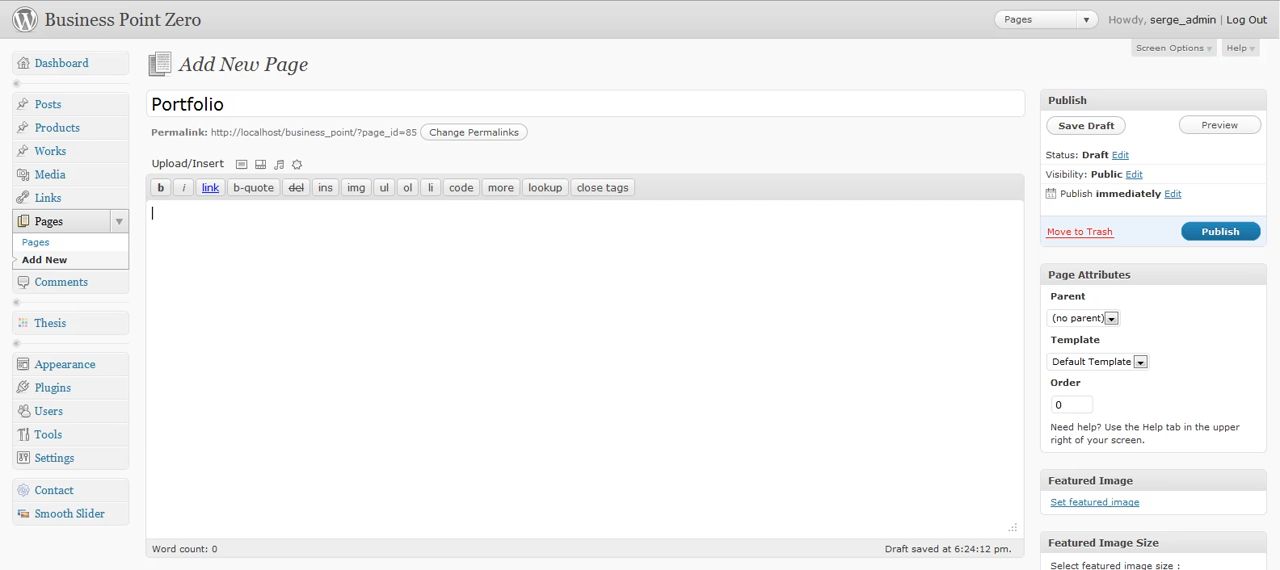 Business Point Zero
Pages
Howdy, serge_admin | Log Out
Screen Options
Help
Dashboard
Posts
Products
Works
Media
Links
Pages
Pages
Add New
Comments
Thesis
Appearance
Plugins
Users
Tools
Settings
Contact
Smooth Slider
Add New Page
Portfolio
Permalink: http://localhost/business_point/?page_id=85 Change Permalinks
Upload/Insert
b i link b-quote del ins img ul ol li code more lookup close tags
Word count: 0
Draft saved at 6:24:12 pm.
Publish
Save Draft
Preview
Status: Draft Edit
Visibility: Public Edit
Publish immediately Edit
Move to Trash
Publish
Page Attributes
Parent
(no parent)
Template
Default Template
Order
0
Need help? Use the Help tab in the upper
right of your screen.
Featured Image
Set featured image
Featured Image Size
Select featured image size :